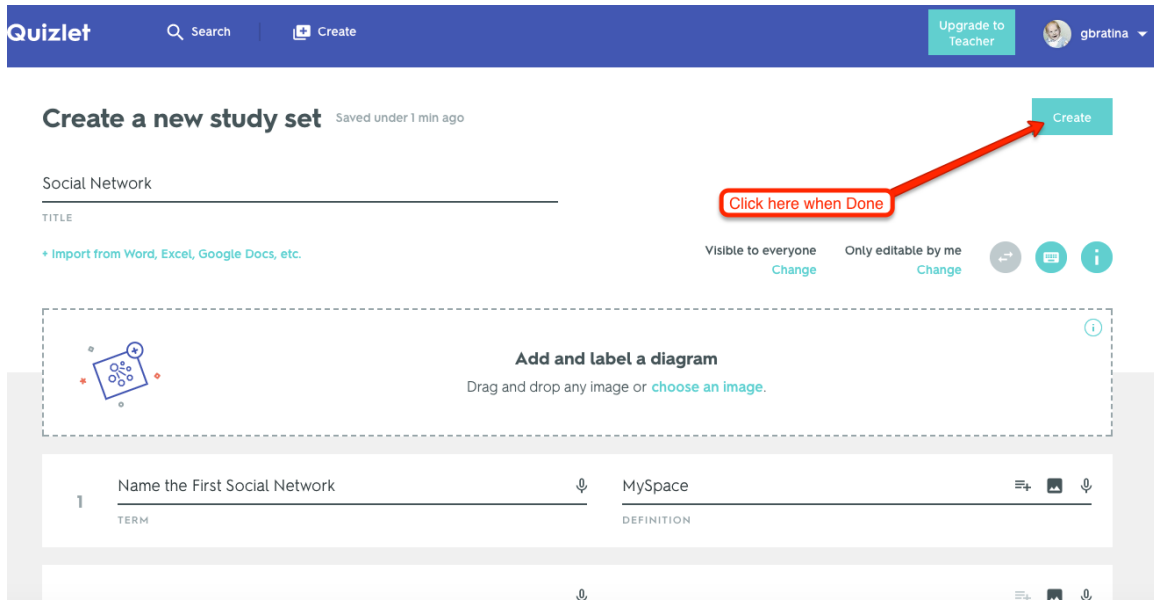 Quizlet
Search
Create
Upgrade to
Teacher
gbratina
Create a new study set
Saved under 1 min ago
Create
Social Network
TITLE
Click here when Done
+ Import from Word, Excel, Google Docs, etc.
Visible to everyone
Change
Only editable by me
Change
Add and label a diagram
Drag and drop any image or choose an image.
1
Name the First Social Network
TERM
MySpace
DEFINITION